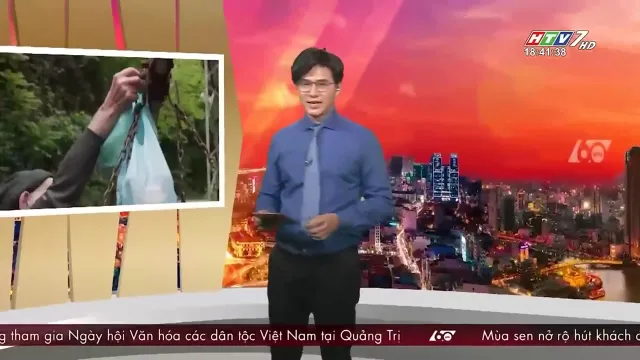 HTV7 HD
18:41:38
60
g tham gia Ngày hội Văn hóa các dân tộc Việt Nam tại Quảng Trị 60 Mùa sen nở rộ hút khách